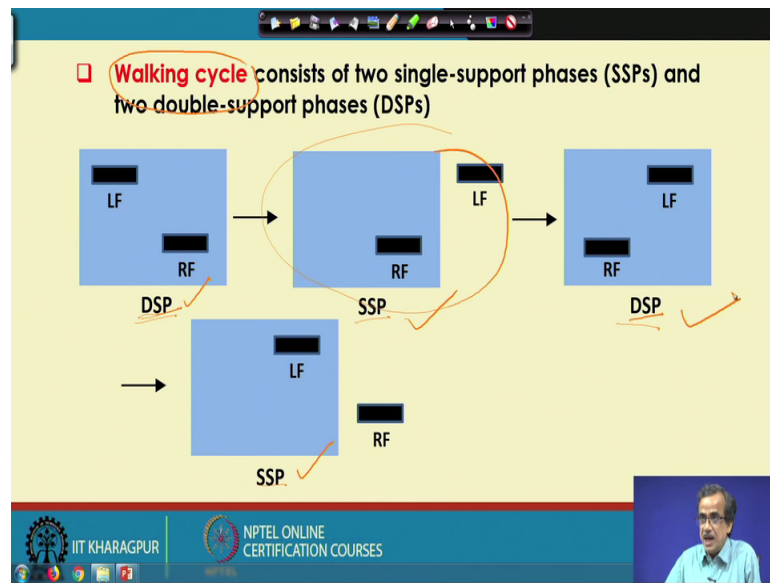 Walking cycle consists of two single-support phases (SSPs) and
two double-support phases (DSPs)
LF
RF
DSP
LF
RF
SSP
LF
RF
DSP
LF
RF
SSP
IIT KHARAGPUR
NPTEL ONLINE
CERTIFICATION COURSES